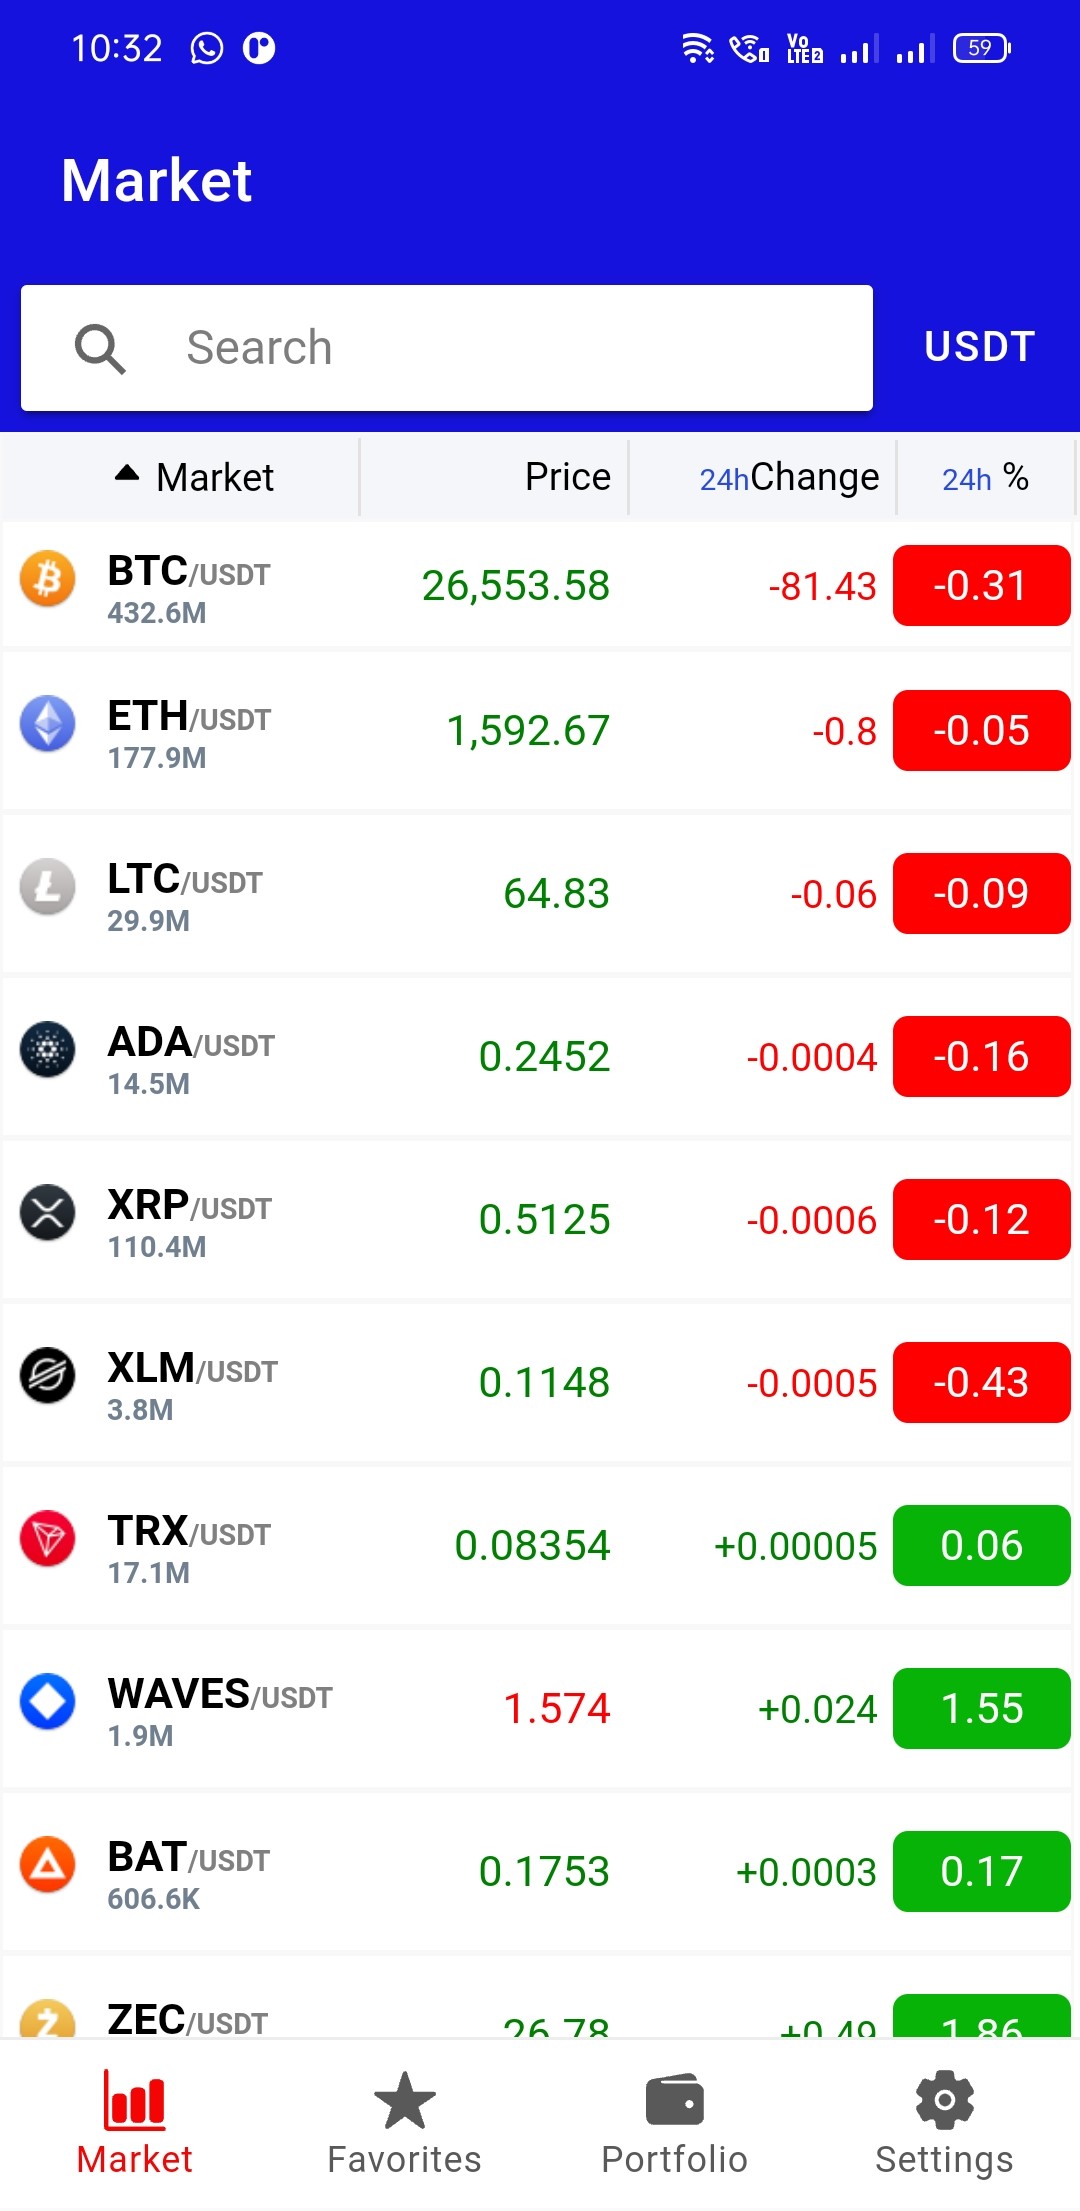 10:32 Vo LTE 2 59
Market
Search USDT
Market Price 24hChange 24h %
BTC/USDT 26,553.58 -81.43 -0.31
432.6M
ETH/USDT 1,592.67 -0.8 -0.05
177.9M
LTC/USDT 64.83 -0.06 -0.09
29.9M
ADA/USDT 0.2452 -0.0004 -0.16
14.5M
XRP/USDT 0.5125 -0.0006 -0.12
110.4M
XLM/USDT 0.1148 -0.0005 -0.43
3.8M
TRX/USDT 0.08354 +0.00005 0.06
17.1M
WAVES/USDT 1.574 +0.024 1.55
1.9M
BAT/USDT 0.1753 +0.0003 0.17
606.6K
ZEC/USDT 26.78 +0.49 1.86
Market Favorites Portfolio Settings